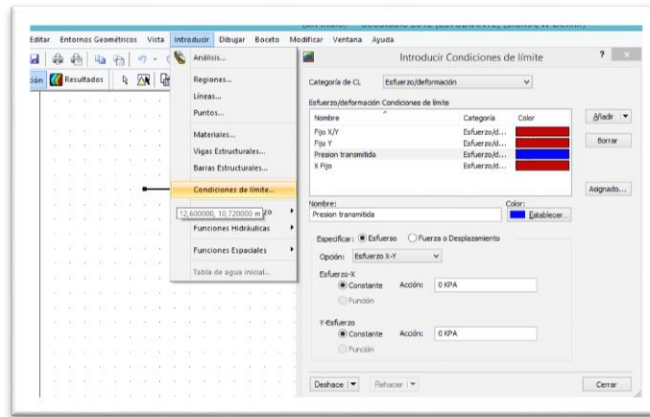 Editar Entornos Geométricos Vista Introducir Dibujar Boceto Modificar Ventana Ayuda
Resultados
Análisis...
Regiones...
Líneas...
Puntos...
Materiales...
Vigas Estructurales...
Barras Estructurales...
Condiciones de límite...
12,600000, 10,720000 m
Funciones Hidráulicas
Funciones Espaciales
Tabla de agua inicial...
Introducir Condiciones de límite
?
Categoría de CL
Esfuerzo/deformación
Esfuerzo/deformación Condiciones de límite
Nombre Categoría Color
Fijo X/Y Esfuerzo/d...
Fijo Y Esfuerzo/d...
Presion transmitida Esfuerzo/d...
X Fijo Esfuerzo/d...
Añadir
Borrar
Asignado...
Nombre: Color:
Presion transmitida Establecer...
Especificar: Esfuerso Fuerza o Desplazamiento
Opción: Esfuerzo X-Y
Esfuerzo-X
Constante Acción: 0 KPA
Función
Y-Esfuerzo
Constante Acción: 0 KPA
Función
Deshace Rehacer Cerrar